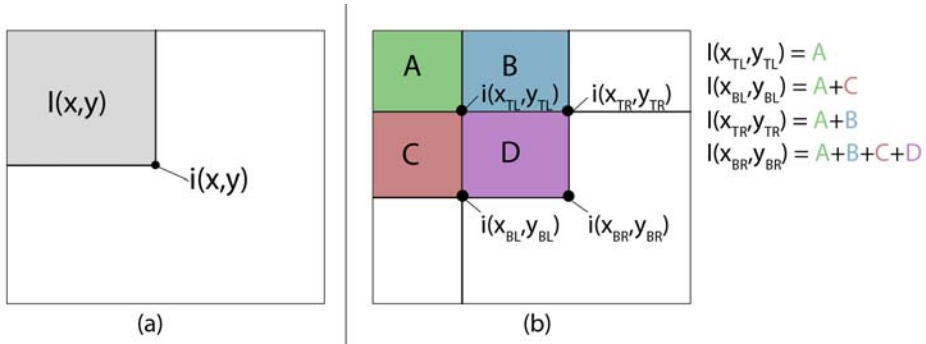 I(x,y)
i(x,y)
(a)
A
B
i(x_TL,y_TL)
i(x_TR,y_TR)
C
D
i(x_BL,y_BL)
i(x_BR,y_BR)
(b)
I(x_TL,y_TL) = A
I(x_BL,y_BL) = A+C
I(x_TR,y_TR) = A+B
I(x_BR,y_BR) = A+B+C+D